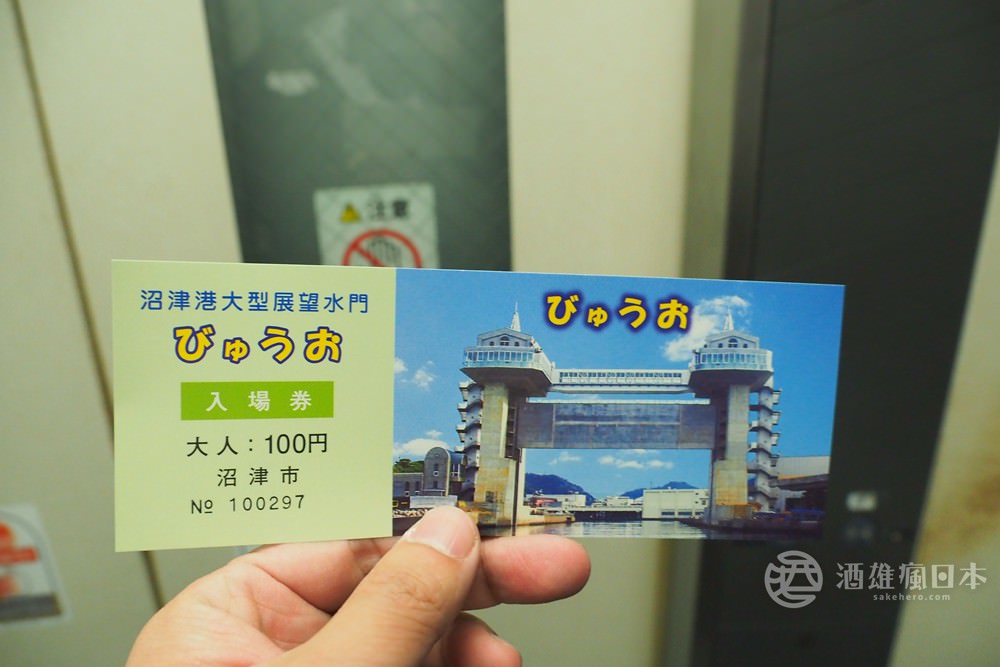 注意
沼津港大型展望水門
びゅうお
入場券
大人：100円
沼津市
№ 100297
びゅうお
酒雄瘋日本
sakehero.com